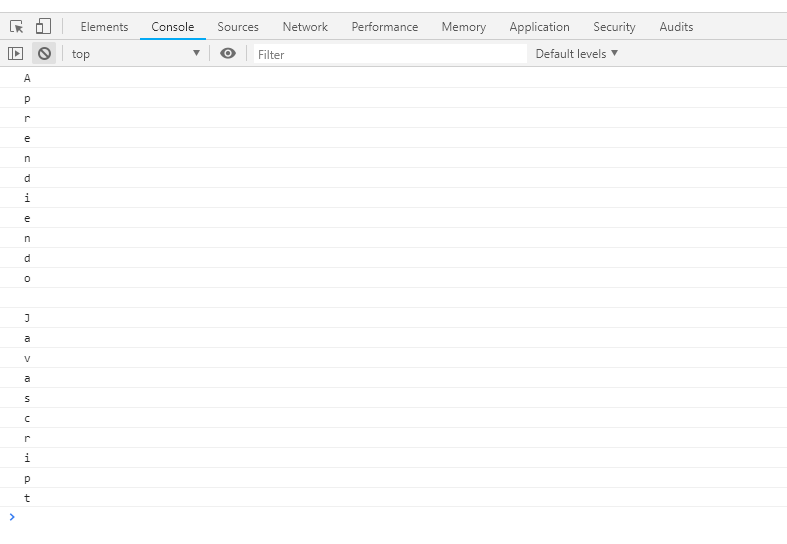 Elements Console Sources Network Performance Memory Application Security Audits
top Filter Default levels
A
p
r
e
n
d
i
e
n
d
o

J
a
v
a
s
c
r
i
p
t